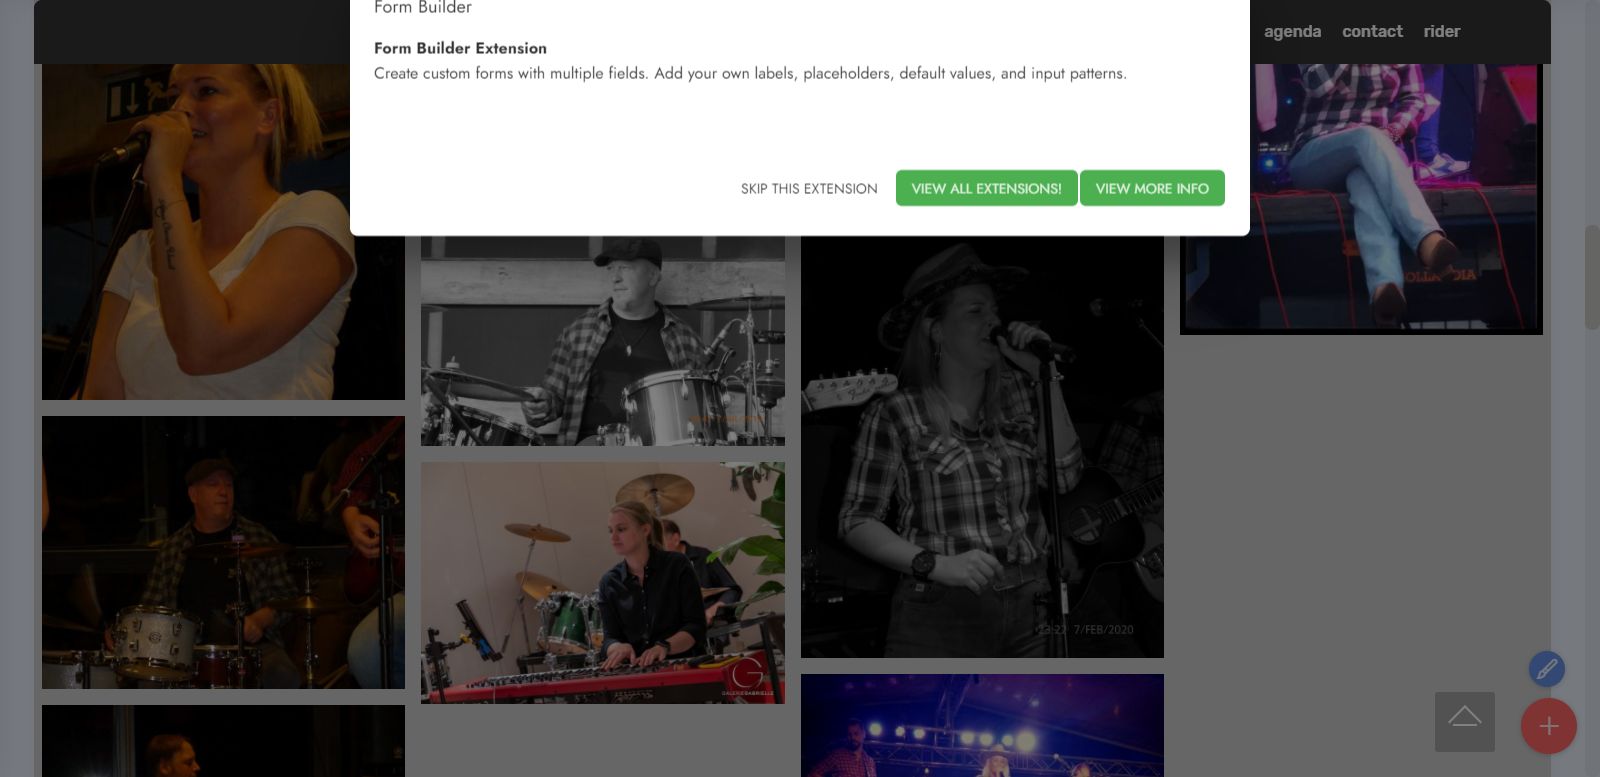 Form Builder
agenda contact rider
Form Builder Extension
Create custom forms with multiple fields. Add your own labels, placeholders, default values, and input patterns.
SKIP THIS EXTENSION VIEW ALL EXTENSIONS! VIEW MORE INFO
23:22 7/FEB/2020
G
GALERIEGABRIELLE